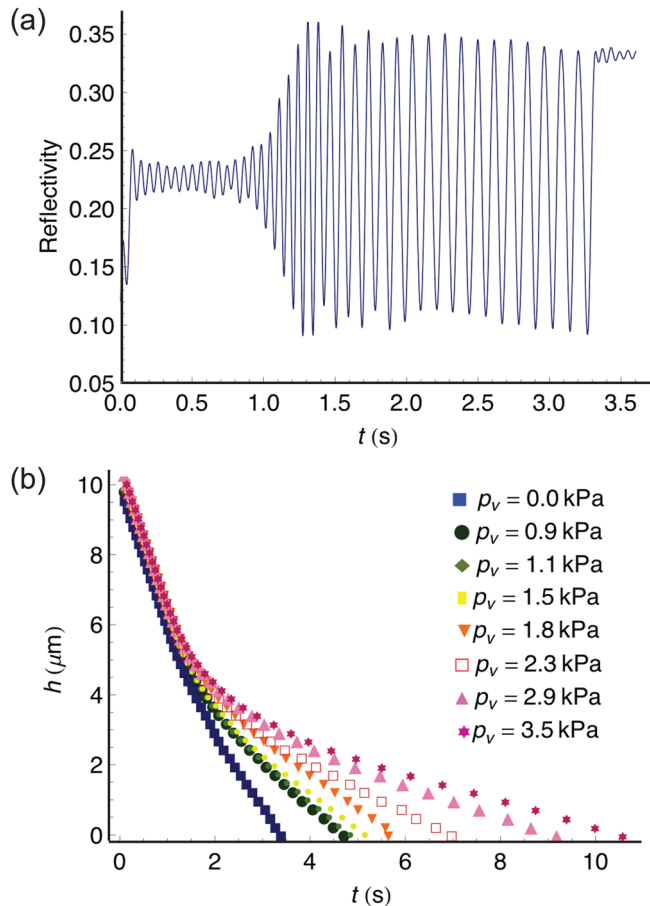 (a)
0.35
0.30
0.25
0.20
0.15
0.10
0.05
Reflectivity
0.0 0.5 1.0 1.5 2.0 2.5 3.0 3.5
t (s)
(b)
10
8
6
4
2
0
h (μm)
p_v = 0.0 kPa
p_v = 0.9 kPa
p_v = 1.1 kPa
p_v = 1.5 kPa
p_v = 1.8 kPa
p_v = 2.3 kPa
p_v = 2.9 kPa
p_v = 3.5 kPa
0 2 4 6 8 10
t (s)